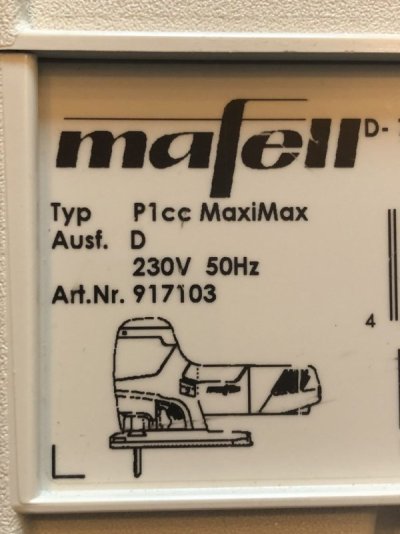 mafell
D-
Typ P1cc MaxiMax
Ausf. D
230V 50Hz
Art.Nr. 917103
4